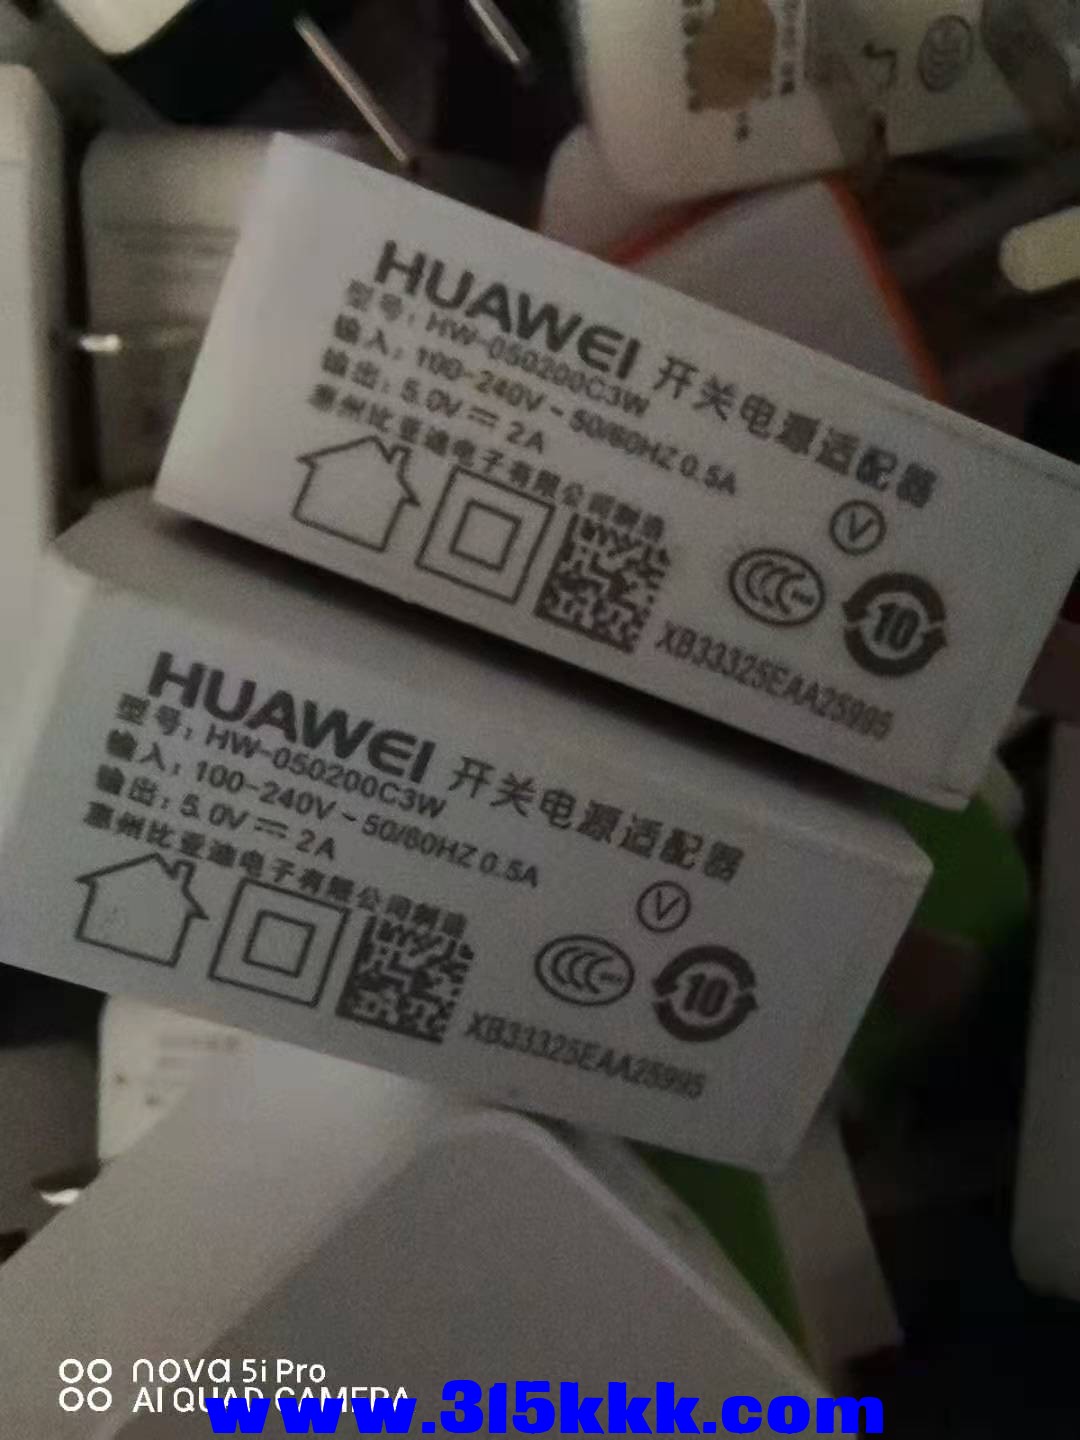 HUAWEI 开关电源适配器
型号: HW-050200C3W
输入: 100-240V ~ 50/60HZ 0.5A
输出: 5.0V ⎓ 2A
惠州比亚迪电子有限公司制造
V
CCC
10
XB33325EAA25995
HUAWEI 开关电源适配器
型号: HW-050200C3W
输入: 100-240V ~ 50/60HZ 0.5A
输出: 5.0V ⎓ 2A
惠州比亚迪电子有限公司制造
V
CCC
10
XB33325EAA25995
nova 5i Pro
AI QUAD CAMERA
www.315kkk.com